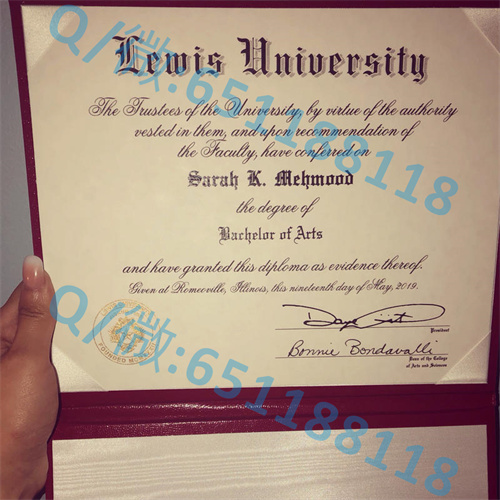 Lewis University
The Trustees of the University, by virtue of the authority
vested in them, and upon recommendation of
the Faculty, have conferred on
Sarah K. Mehmood
the degree of
Bachelor of Arts
and have granted this diploma as evidence thereof.
Given at Romeoville, Illinois, this nineteenth day of May, 2019.
President
Bonnie Bondavalli
Dean of the College
of Arts and Sciences
FOUNDED
Q/微:651188118
Q/微:651188118